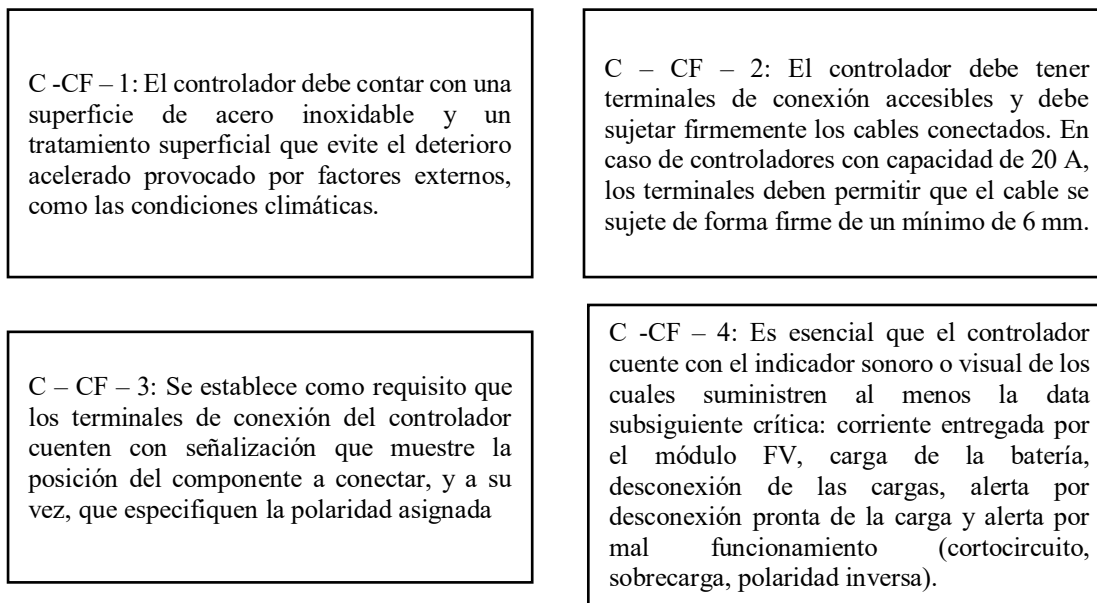 C -CF – 1: El controlador debe contar con una
superficie de acero inoxidable y un
tratamiento superficial que evite el deterioro
acelerado provocado por factores externos,
como las condiciones climáticas.
C – CF – 2: El controlador debe tener
terminales de conexión accesibles y debe
sujetar firmemente los cables conectados. En
caso de controladores con capacidad de 20 A,
los terminales deben permitir que el cable se
sujete de forma firme de un mínimo de 6 mm.
C – CF – 3: Se establece como requisito que
los terminales de conexión del controlador
cuenten con señalización que muestre la
posición del componente a conectar, y a su
vez, que especifiquen la polaridad asignada
C -CF – 4: Es esencial que el controlador
cuente con el indicador sonoro o visual de los
cuales suministren al menos la data
subsiguiente crítica: corriente entregada por
el módulo FV, carga de la batería,
desconexión de las cargas, alerta por
desconexión pronta de la carga y alerta por
mal funcionamiento (cortocircuito,
sobrecarga, polaridad inversa).